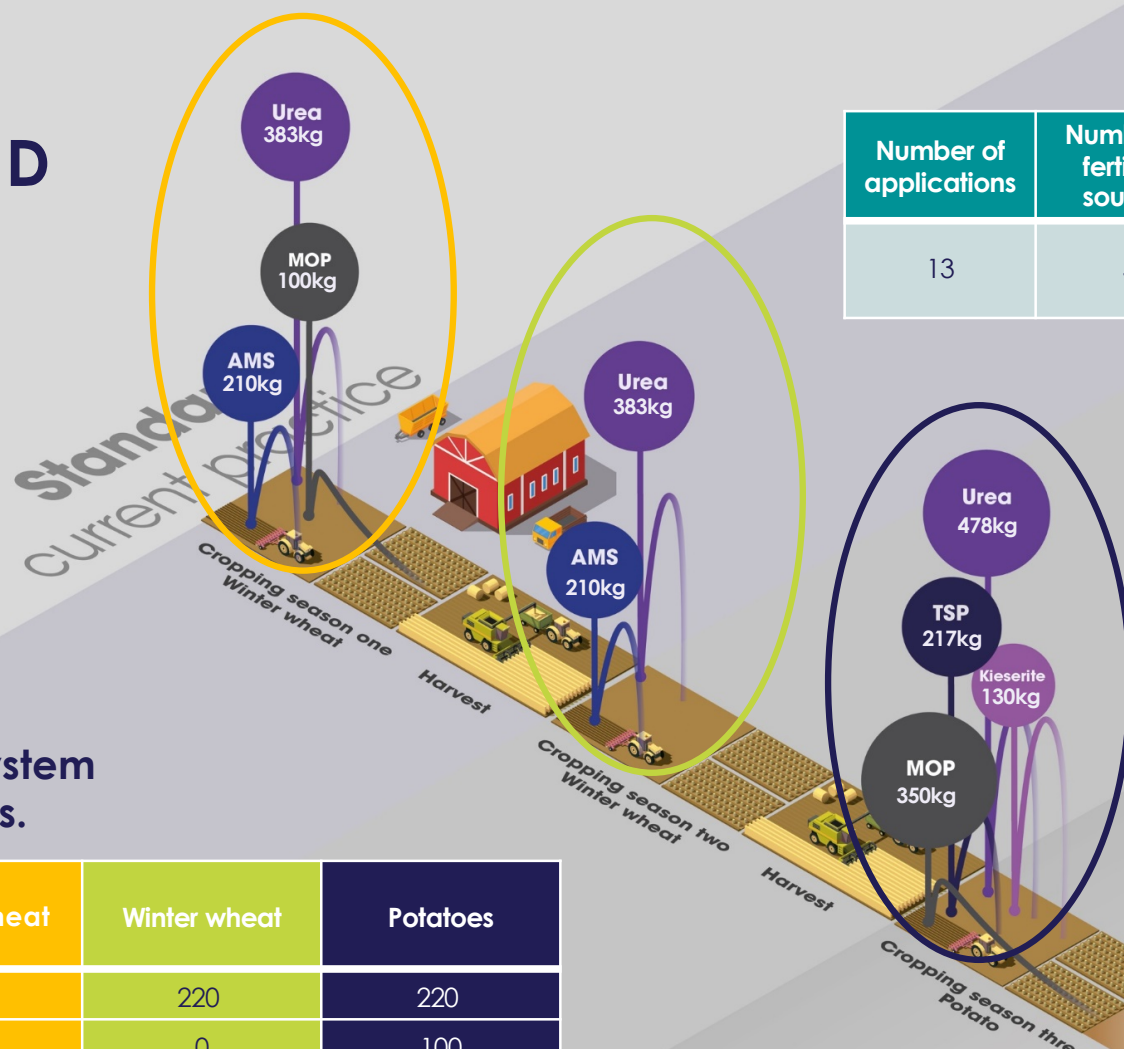 D
Urea
383kg
MOP
100kg
AMS
210kg
current practice
Cropping season one
Winter wheat
Harvest
Urea
383kg
AMS
210kg
Cropping season two
Winter wheat
Harvest
Number of
applications
13
Urea
478kg
TSP
217kg
Kieserite
130kg
MOP
350kg
Cropping season
Potato
Winter wheat
Potatoes
220
220
0
100